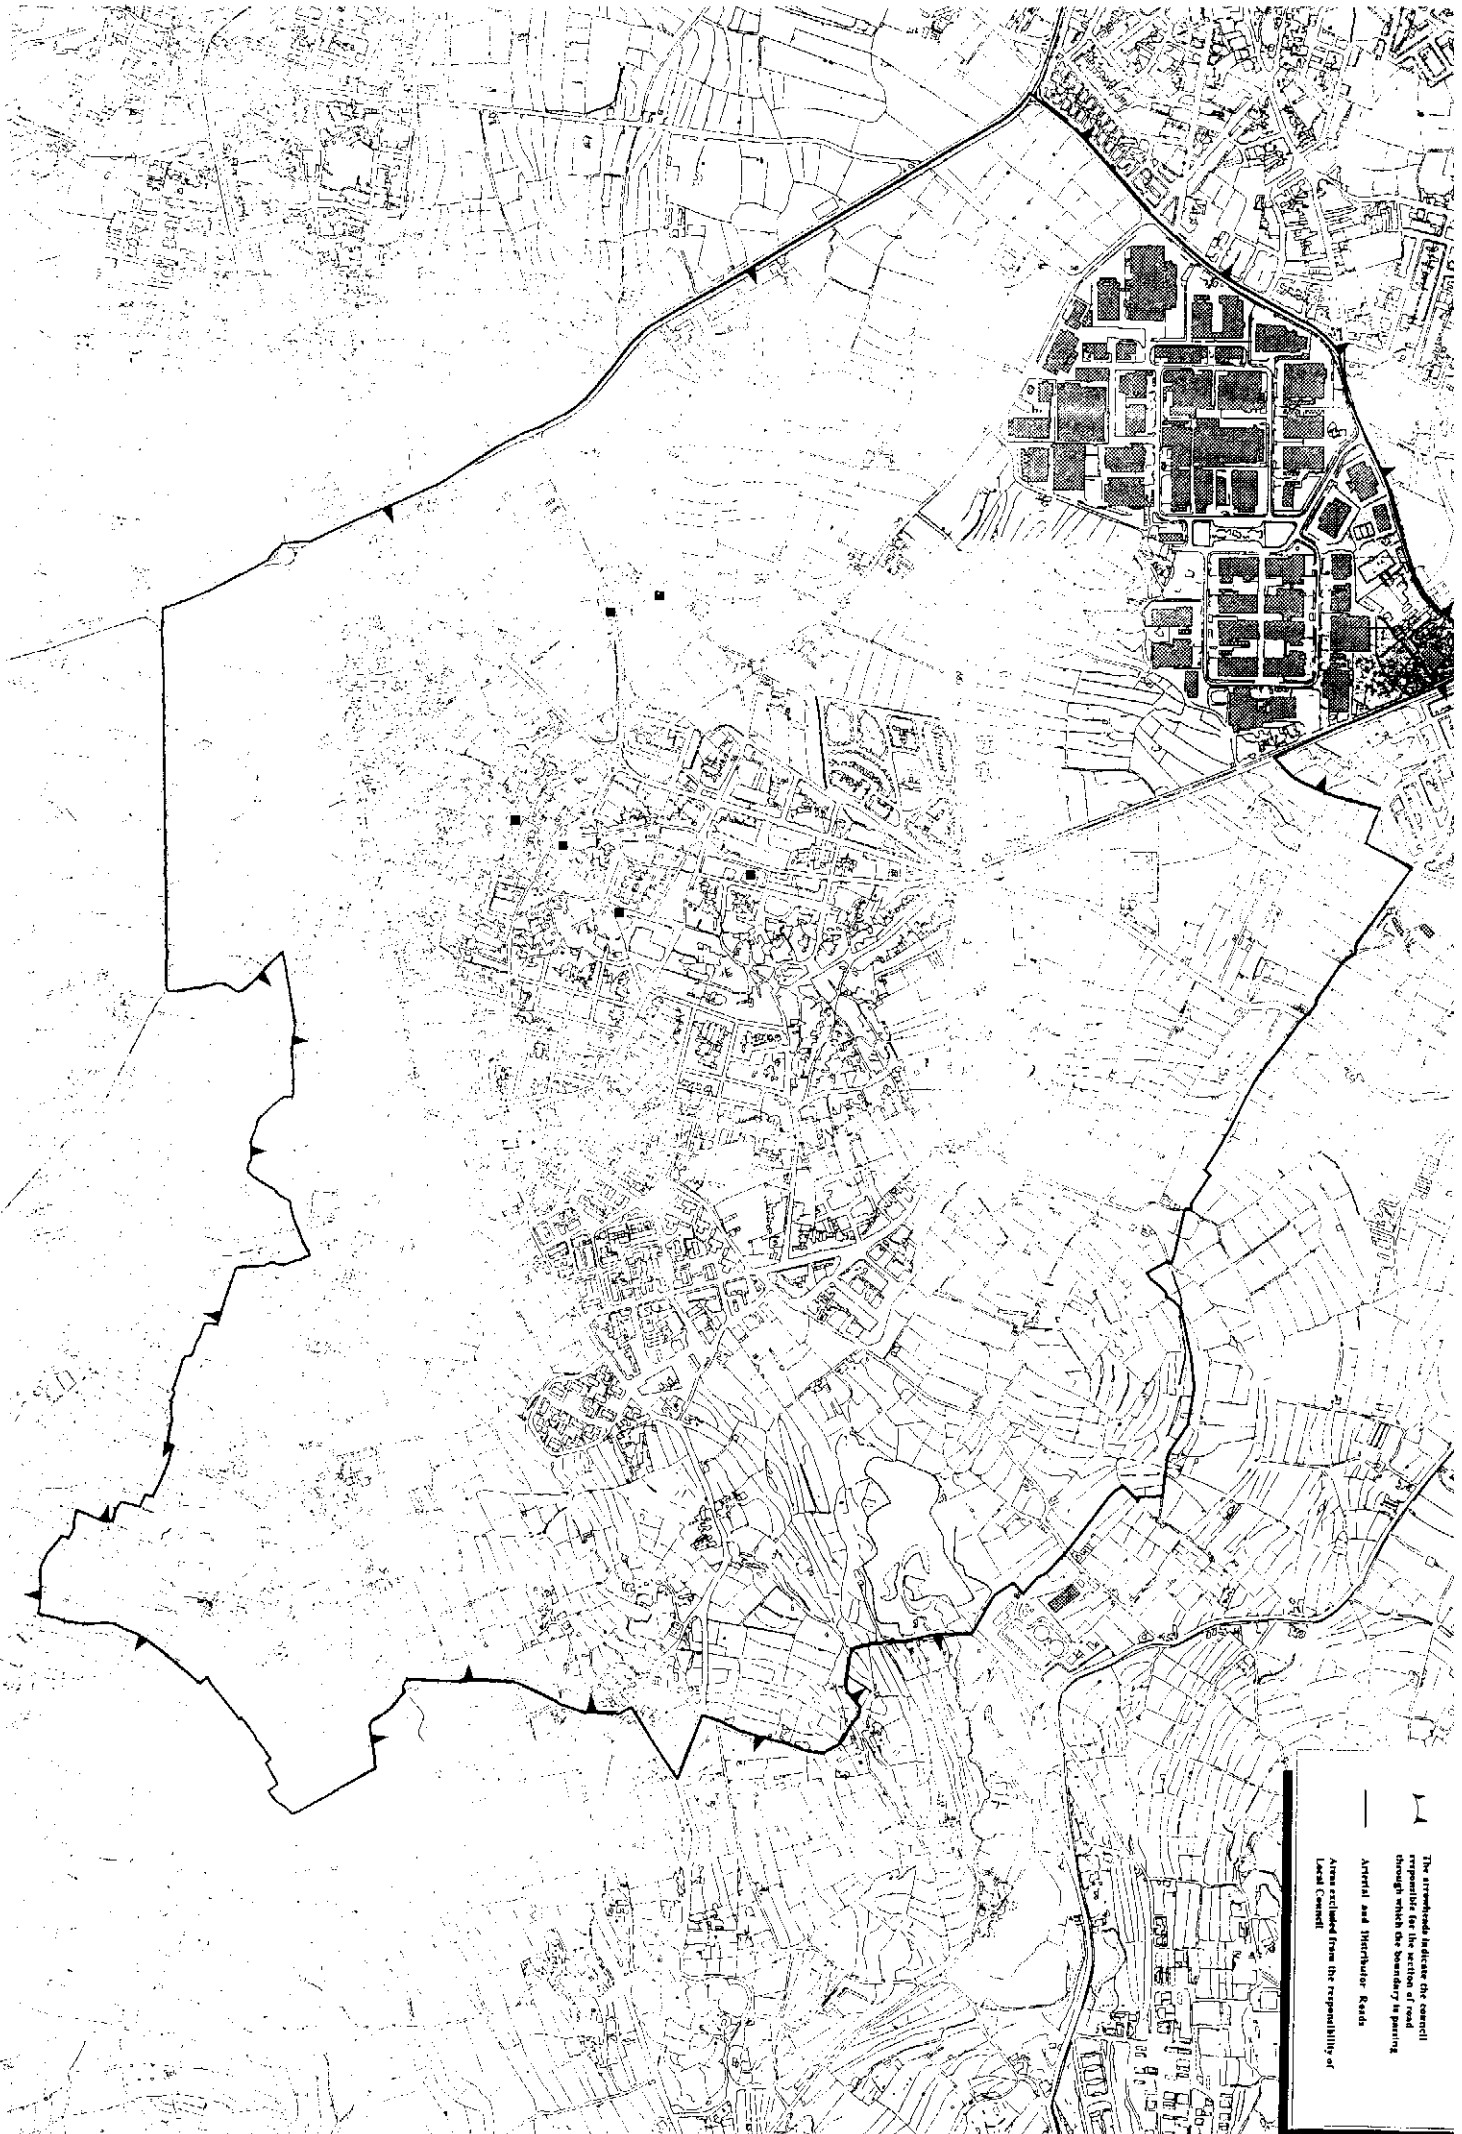 The arrowheads indicate the council
responsible for the section of road
through which the boundary is passing
Arterial and Distributor Roads
Areas excluded from the responsibility of
Local Council